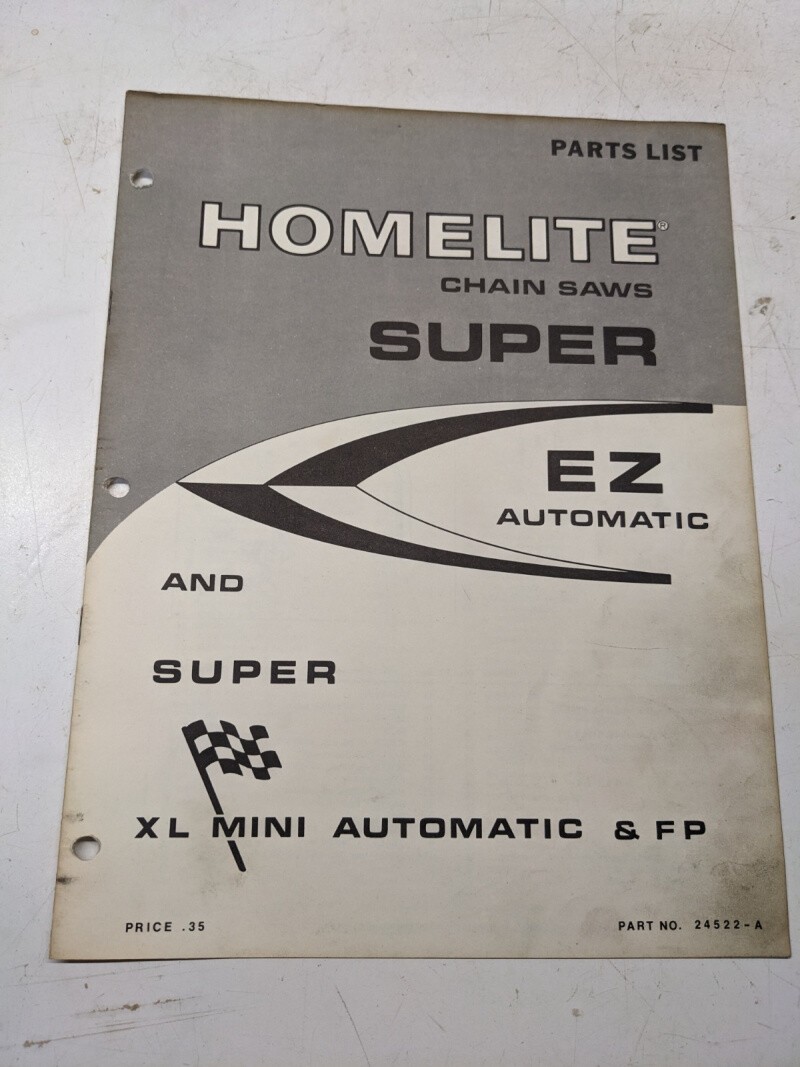 PARTS LIST
HOMELITE®
CHAIN SAWS
SUPER
EZ
AUTOMATIC
AND
SUPER
XL MINI AUTOMATIC & FP
PRICE .35
PART NO. 24522-A